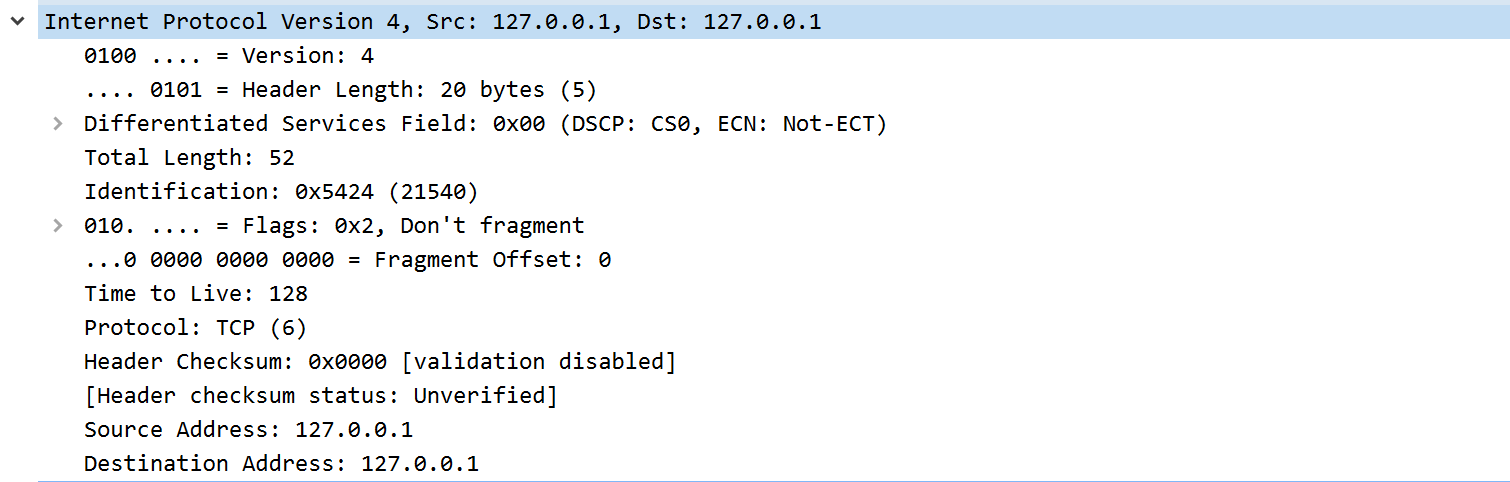 Internet Protocol Version 4, Src: 127.0.0.1, Dst: 127.0.0.1
0100 .... = Version: 4
.... 0101 = Header Length: 20 bytes (5)
Differentiated Services Field: 0x00 (DSCP: CS0, ECN: Not-ECT)
Total Length: 52
Identification: 0x5424 (21540)
010. .... = Flags: 0x2, Don't fragment
...0 0000 0000 0000 = Fragment Offset: 0
Time to Live: 128
Protocol: TCP (6)
Header Checksum: 0x0000 [validation disabled]
[Header checksum status: Unverified]
Source Address: 127.0.0.1
Destination Address: 127.0.0.1